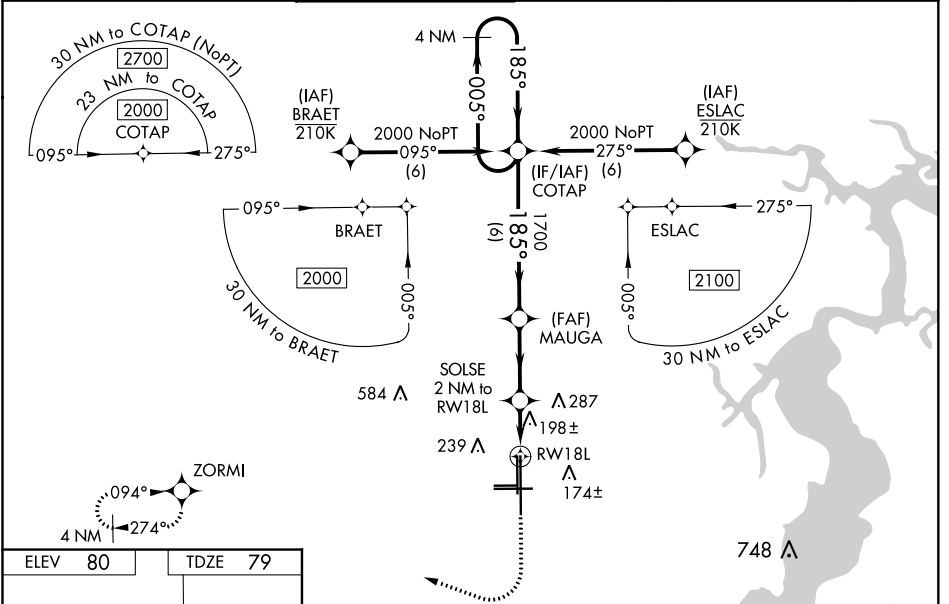 30 NM to COTAP (NoPT)
2700
23 NM to COTAP
2000
COTAP
095°
275°
4 NM
005°
185°
(IAF)
BRAET
210K
2000 NoPT
095°
(6)
(IAF)
ESLAC
210K
2000 NoPT
275°
(6)
(IF/IAF)
COTAP
1700
185°
(6)
095°
BRAET
2000
005°
30 NM to BRAET
ESLAC
275°
2100
005°
30 NM to ESLAC
(FAF)
MAUGA
SOLSE
2 NM to
RW18L
584
287
198±
239
RW18L
174±
ZORMI
094°
274°
4 NM
748
ELEV 80
TDZE 79